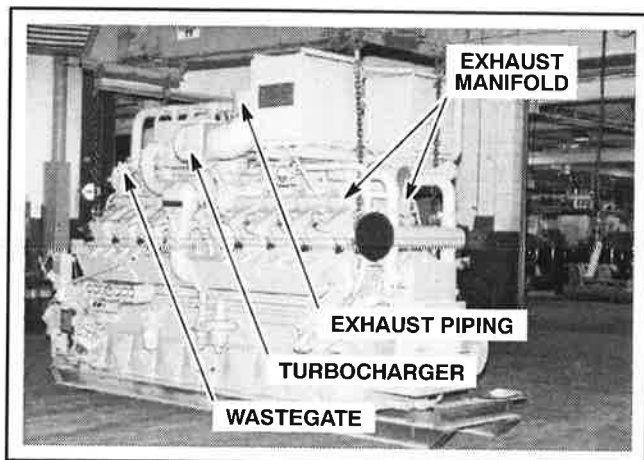 EXHAUST
MANIFOLD
EXHAUST PIPING
TURBOCHARGER
WASTEGATE